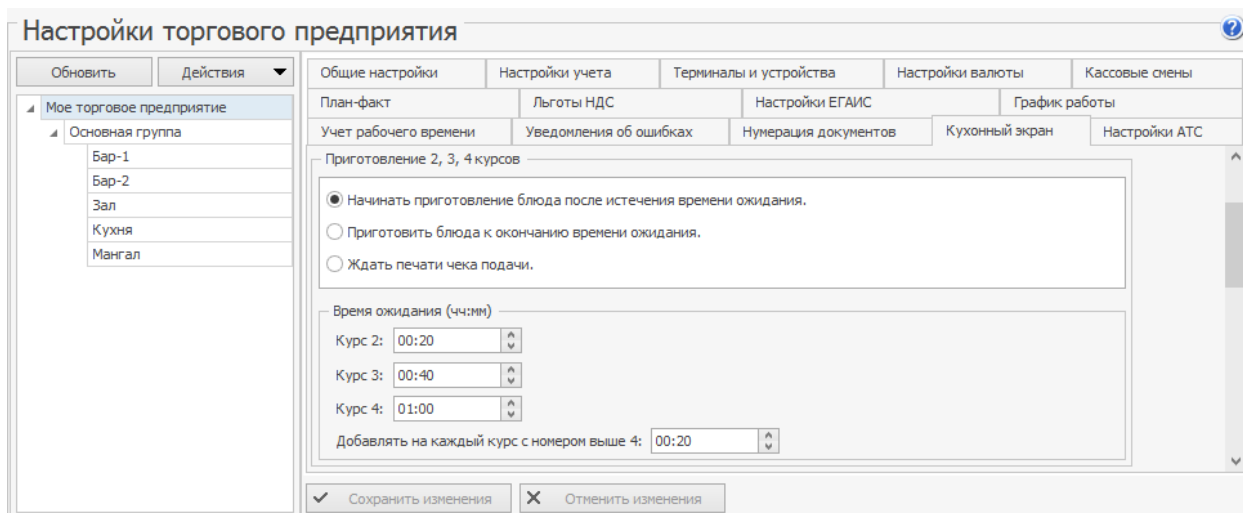 Настройки торгового предприятия
Обновить Действия
Мое торговое предприятие
Основная группа
Бар-1
Бар-2
Зал
Кухня
Мангал
Общие настройки Настройки учета Терминалы и устройства Настройки валюты Кассовые смены
План-факт Льготы НДС Настройки ЕГАИС График работы
Учет рабочего времени Уведомления об ошибках Нумерация документов Кухонный экран Настройки АТС
Приготовление 2, 3, 4 курсов
Начинать приготовление блюда после истечения времени ожидания.
Приготовить блюда к окончанию времени ожидания.
Ждать печати чека подачи.
Время ожидания (чч:мм)
Курс 2: 00:20
Курс 3: 00:40
Курс 4: 01:00
Добавлять на каждый курс с номером выше 4: 00:20
Сохранить изменения Отменить изменения